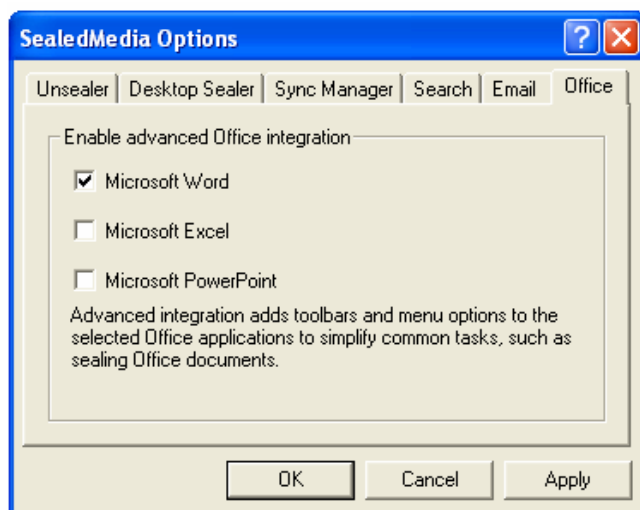 SealedMedia Options
Unsealer Desktop Sealer Sync Manager Search Email Office
Enable advanced Office integration
Microsoft Word
Microsoft Excel
Microsoft PowerPoint
Advanced integration adds toolbars and menu options to the
selected Office applications to simplify common tasks, such as
sealing Office documents.
OK Cancel Apply